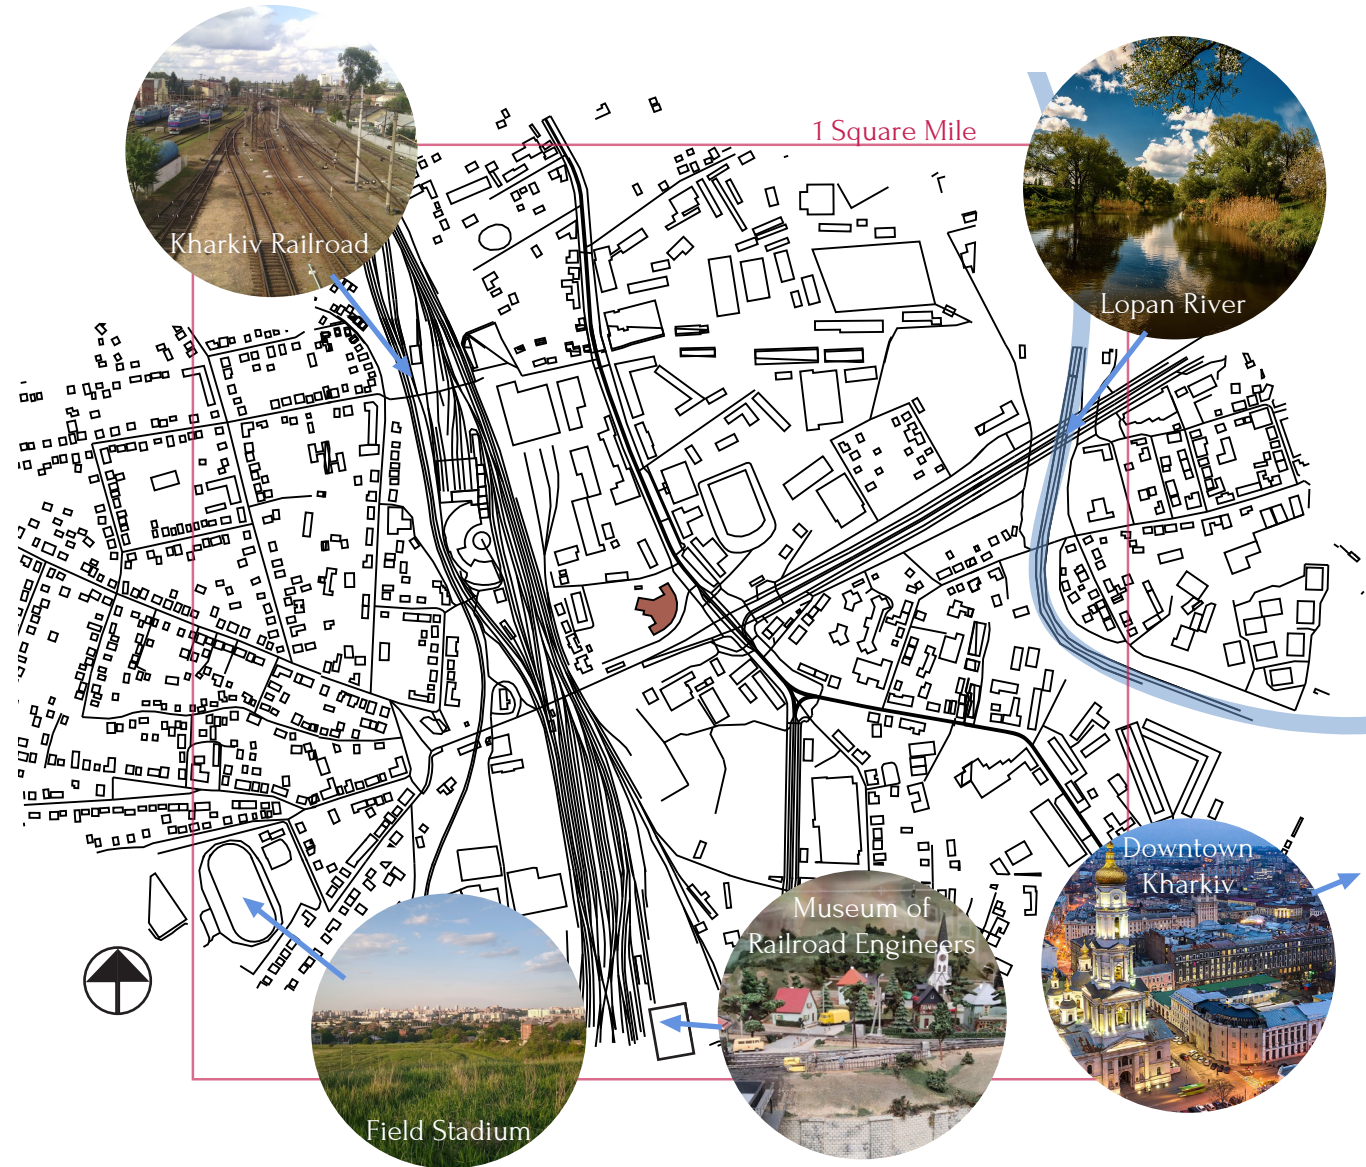 1 Square Mile
Kharkiv Railroad
Lopan River
Downtown
Kharkiv
Museum of
Railroad Engineers
Field Stadium